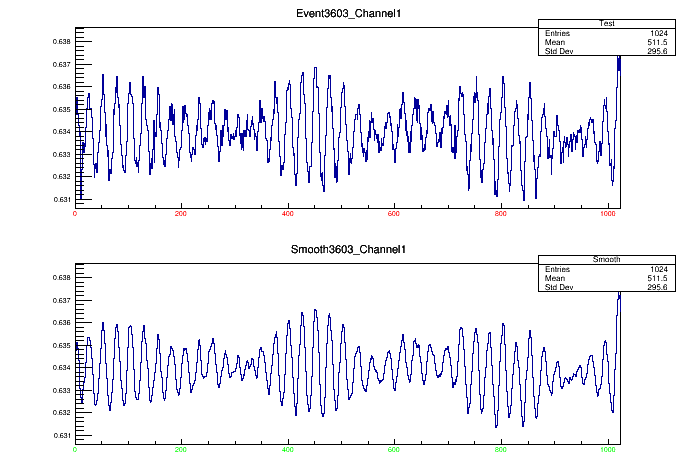 Event3603_Channel1
Test
Entries 1024
Mean 511.5
Std Dev 295.6
0.638
0.637
0.636
0.635
0.634
0.633
0.632
0.631
0 200 400 600 800 1000
Smooth3603_Channel1
Smooth
Entries 1024
Mean 511.5
Std Dev 295.6
0.638
0.637
0.636
0.635
0.634
0.633
0.632
0.631
0 200 400 600 800 1000